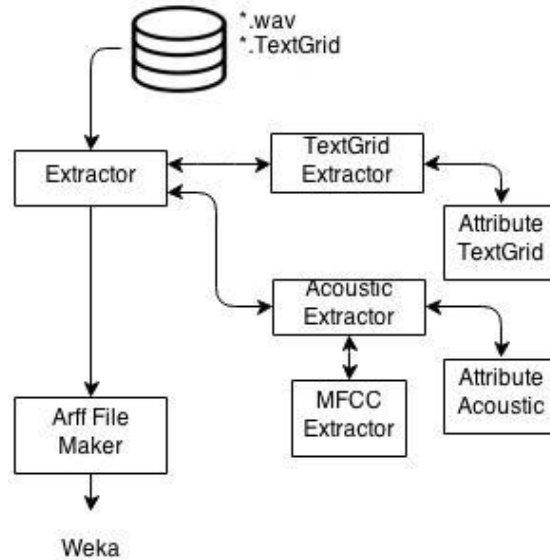 *.wav
*.TextGrid
Extractor
TextGrid
Extractor
Attribute
TextGrid
Acoustic
Extractor
MFCC
Extractor
Attribute
Acoustic
Arff File
Maker
Weka